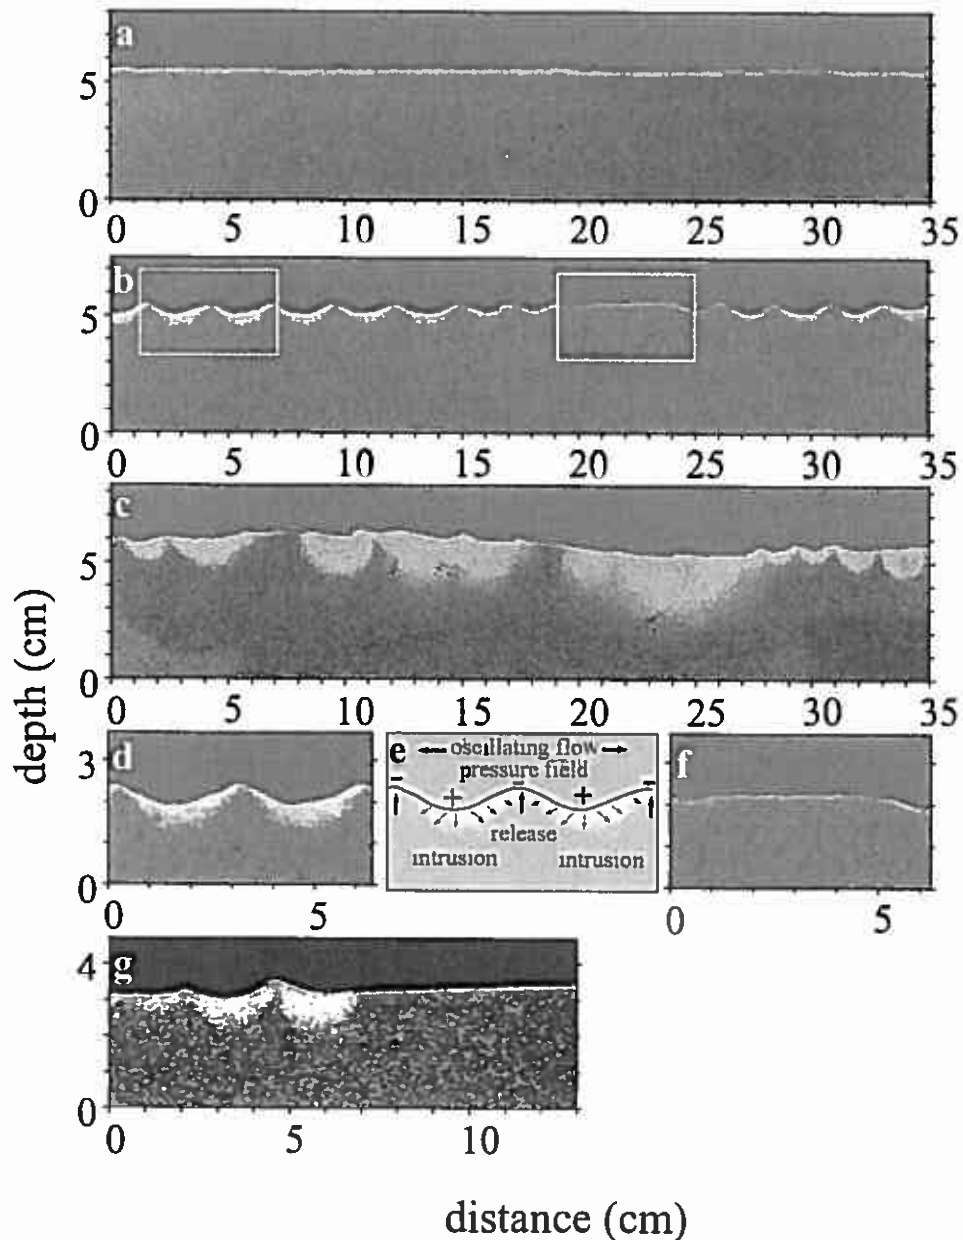 a
5
0
0 5 10 15 20 25 30 35
b
5
0
0 5 10 15 20 25 30 35
c
5
0
0 5 10 15 20 25 30 35
depth (cm)
d
3
0
0 5
e oscillating flow
pressure field
- - -
+ +
release
intrusion intrusion
f
0 5
g
4
0
0 5 10
distance (cm)